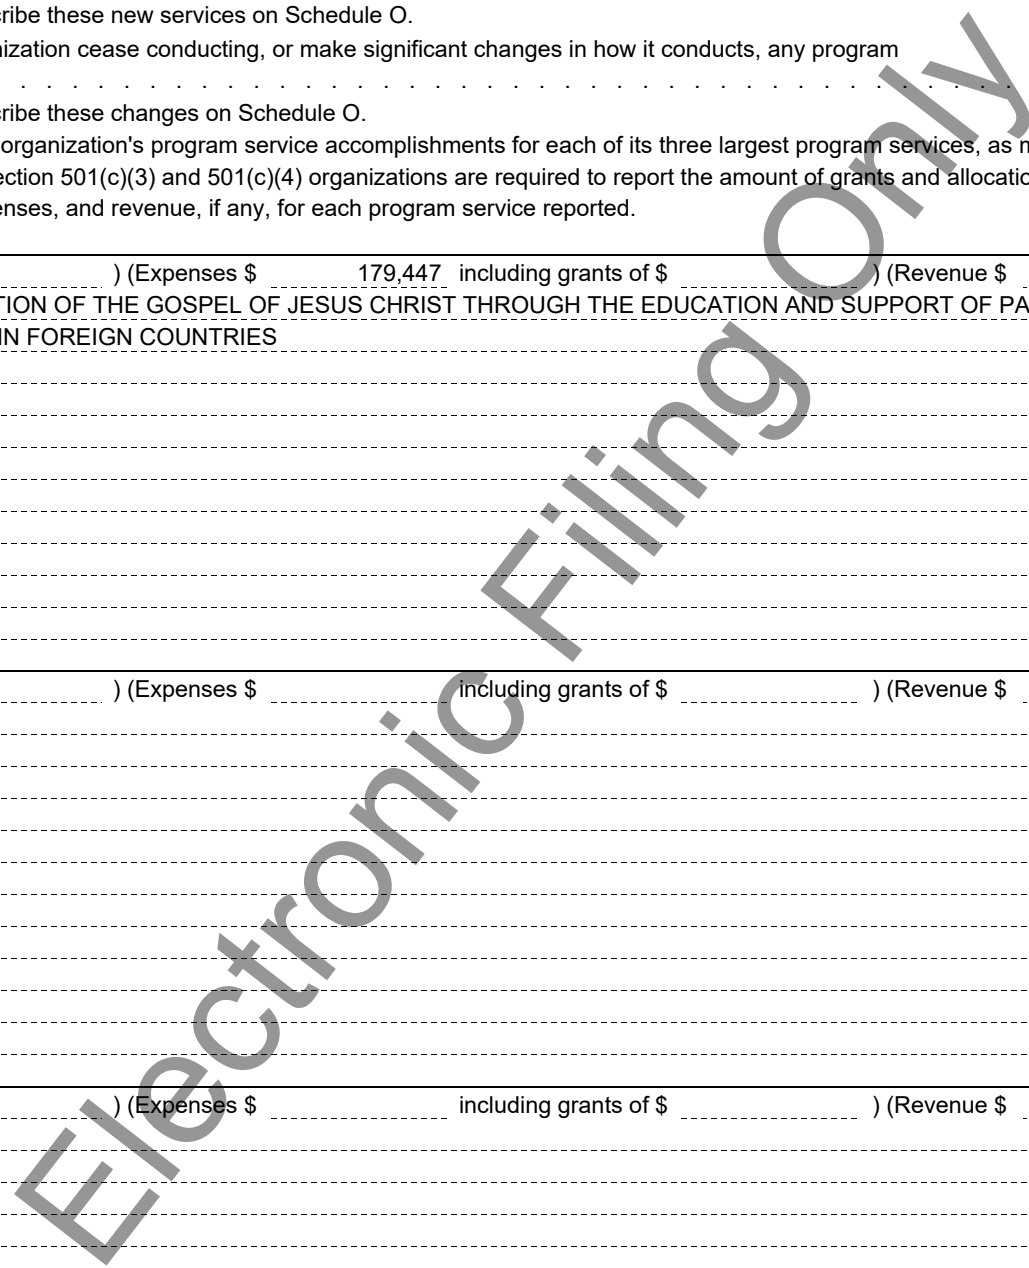 cribe these new services on Schedule O.
nization cease conducting, or make significant changes in how it conducts, any program
. . . . . . . . . . . . . . . . . . . . . . . . . . . . . . . . . . . . . . .
cribe these changes on Schedule O.
organization's program service accomplishments for each of its three largest program services, as m
ection 501(c)(3) and 501(c)(4) organizations are required to report the amount of grants and allocatio
enses, and revenue, if any, for each program service reported.
) (Expenses $ 179,447 including grants of $ ) (Revenue $
TION OF THE GOSPEL OF JESUS CHRIST THROUGH THE EDUCATION AND SUPPORT OF PA
IN FOREIGN COUNTRIES
) (Expenses $ including grants of $ ) (Revenue $
) (Expenses $ including grants of $ ) (Revenue $
Electronic Filing Only